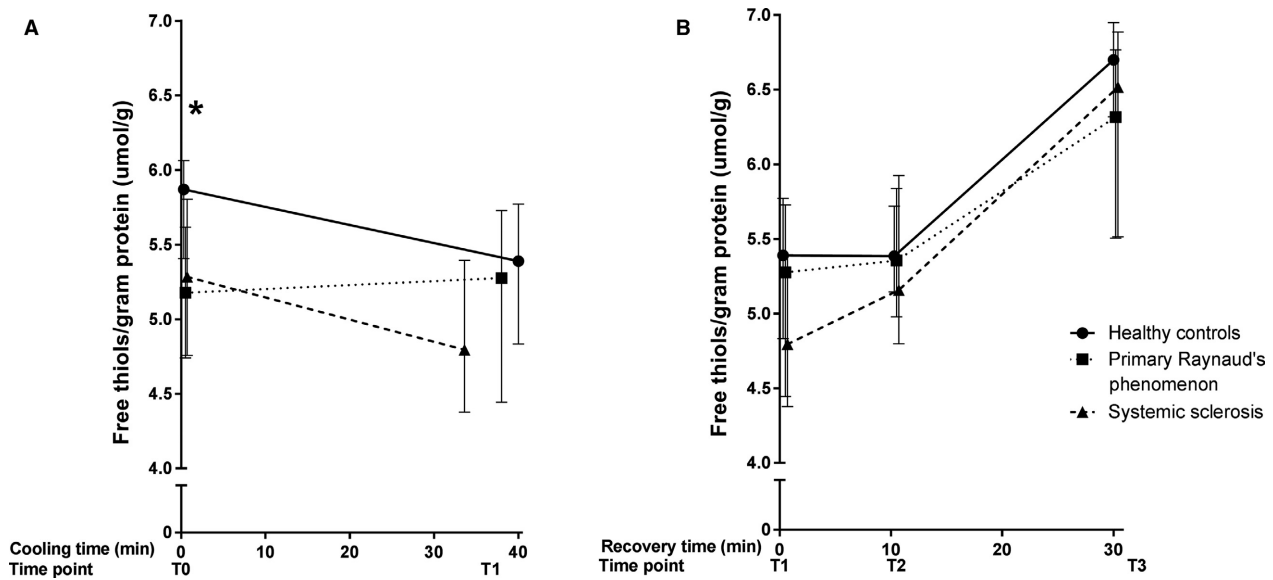 A
7.0
6.5
*
6.0
5.5
5.0
4.5
4.0
0
Free thiols/gram protein (umol/g)
Cooling time (min) 0 10 20 30 40
Time point T0 T1
B
7.0
6.5
6.0
5.5
5.0
4.5
4.0
0
Free thiols/gram protein (umol/g)
Healthy controls
Primary Raynaud's
phenomenon
Systemic sclerosis
Recovery time (min) 0 10 20 30
Time point T1 T2 T3